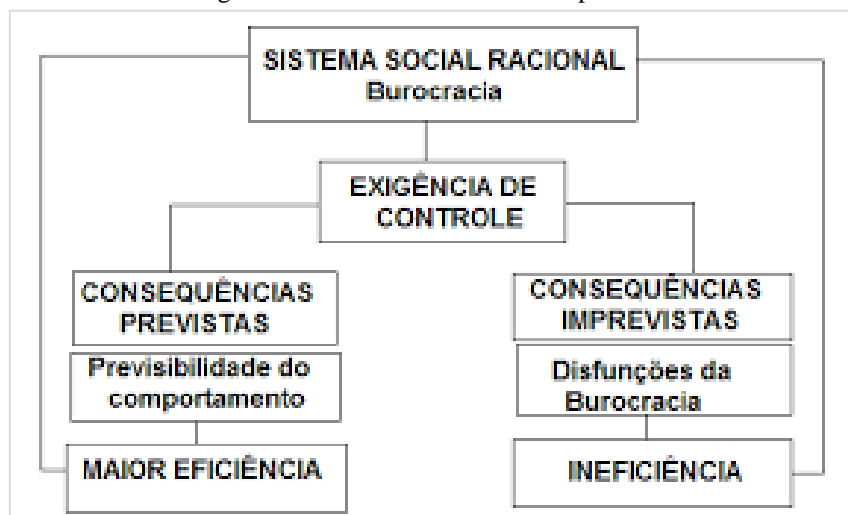 SISTEMA SOCIAL RACIONAL
Burocracia
EXIGÊNCIA DE
CONTROLE
CONSEQUÊNCIAS
PREVISTAS
Previsibilidade do
comportamento
MAIOR EFICIÊNCIA
CONSEQUÊNCIAS
IMPREVISTAS
Disfunções da
Burocracia
INEFICIÊNCIA